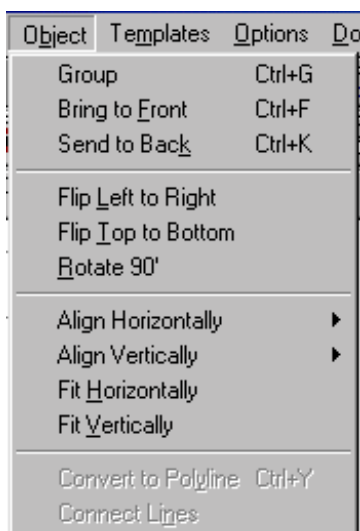 Object Templates Options Do
Group Ctrl+G
Bring to Front Ctrl+F
Send to Back Ctrl+K
Flip Left to Right
Flip Top to Bottom
Rotate 90'
Align Horizontally
Align Vertically
Fit Horizontally
Fit Vertically
Convert to Polyline Ctrl+Y
Connect Lines